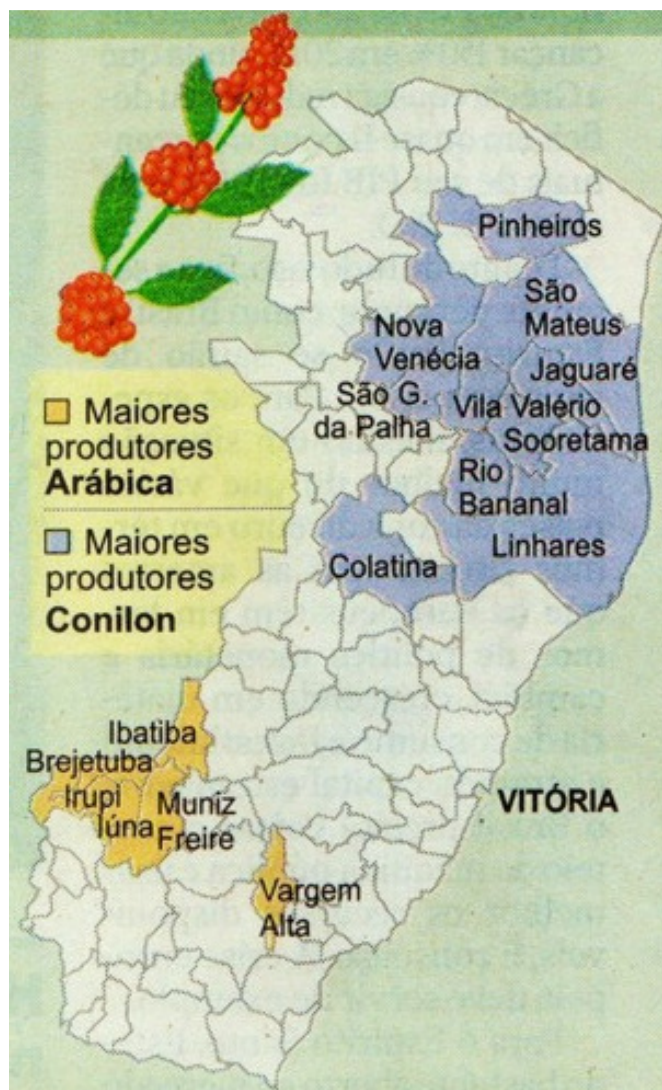 Pinheiros
São
Mateus
Nova
Venécia
Jaguaré
São G.
da Palha
Vila Valério
Sooretama
Rio
Bananal
Linhares
Colatina
Maiores
produtores
Arábica
Maiores
produtores
Conilon
Ibatiba
Brejetuba
Irupi
Iúna
Muniz
Freire
VITÓRIA
Vargem
Alta